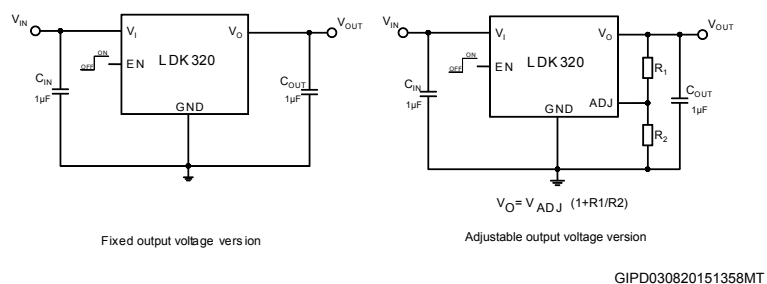 VIN
VOUT
VI
VO
ON
OFF
EN
LDK320
CIN
1µF
COUT
1µF
GND
Fixed output voltage version
VIN
VOUT
VI
VO
ON
OFF
EN
LDK320
R1
CIN
1µF
COUT
1µF
GND
ADJ
R2
VO= VADJ (1+R1/R2)
Adjustable output voltage version
GIPD030820151358MT